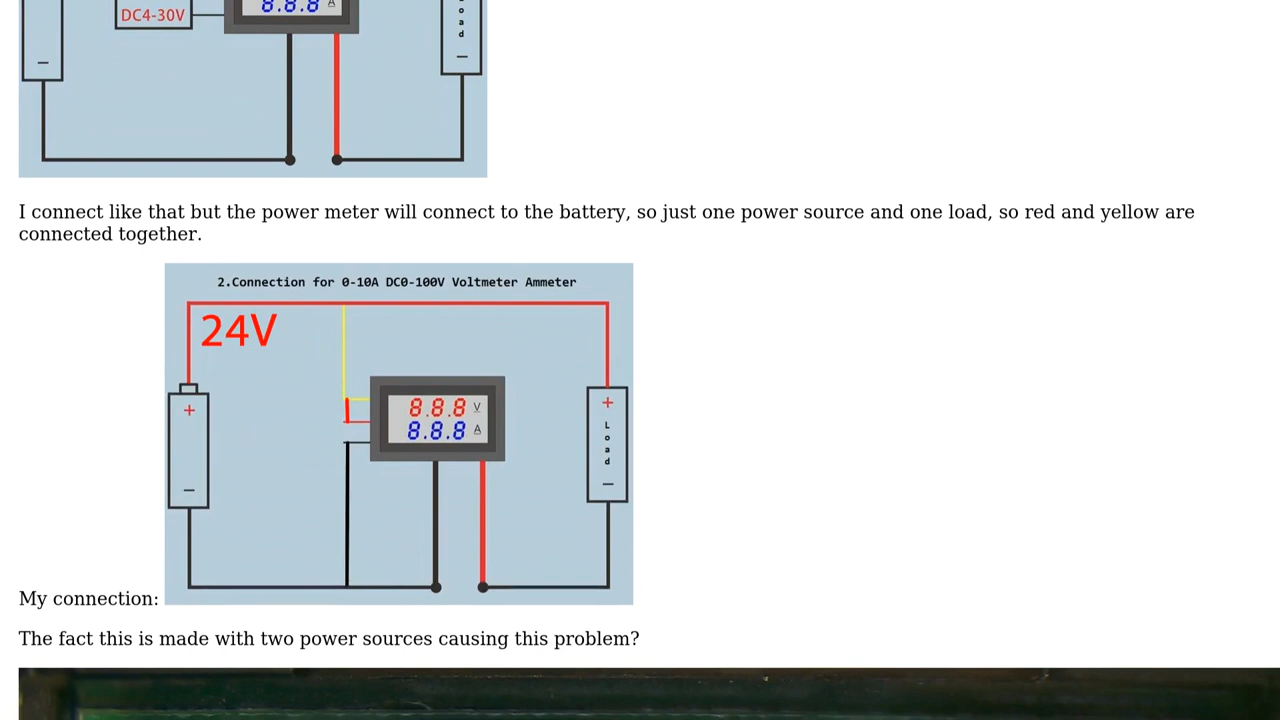 8.8.8 A
DC4-30V
o
a
d
−
−
I connect like that but the power meter will connect to the battery, so just one power source and one load, so red and yellow are
connected together.
2.Connection for 0-10A DC0-100V Voltmeter Ammeter
24V
+
8.8.8 V
8.8.8 A
+
L
o
a
d
−
−
My connection:
The fact this is made with two power sources causing this problem?